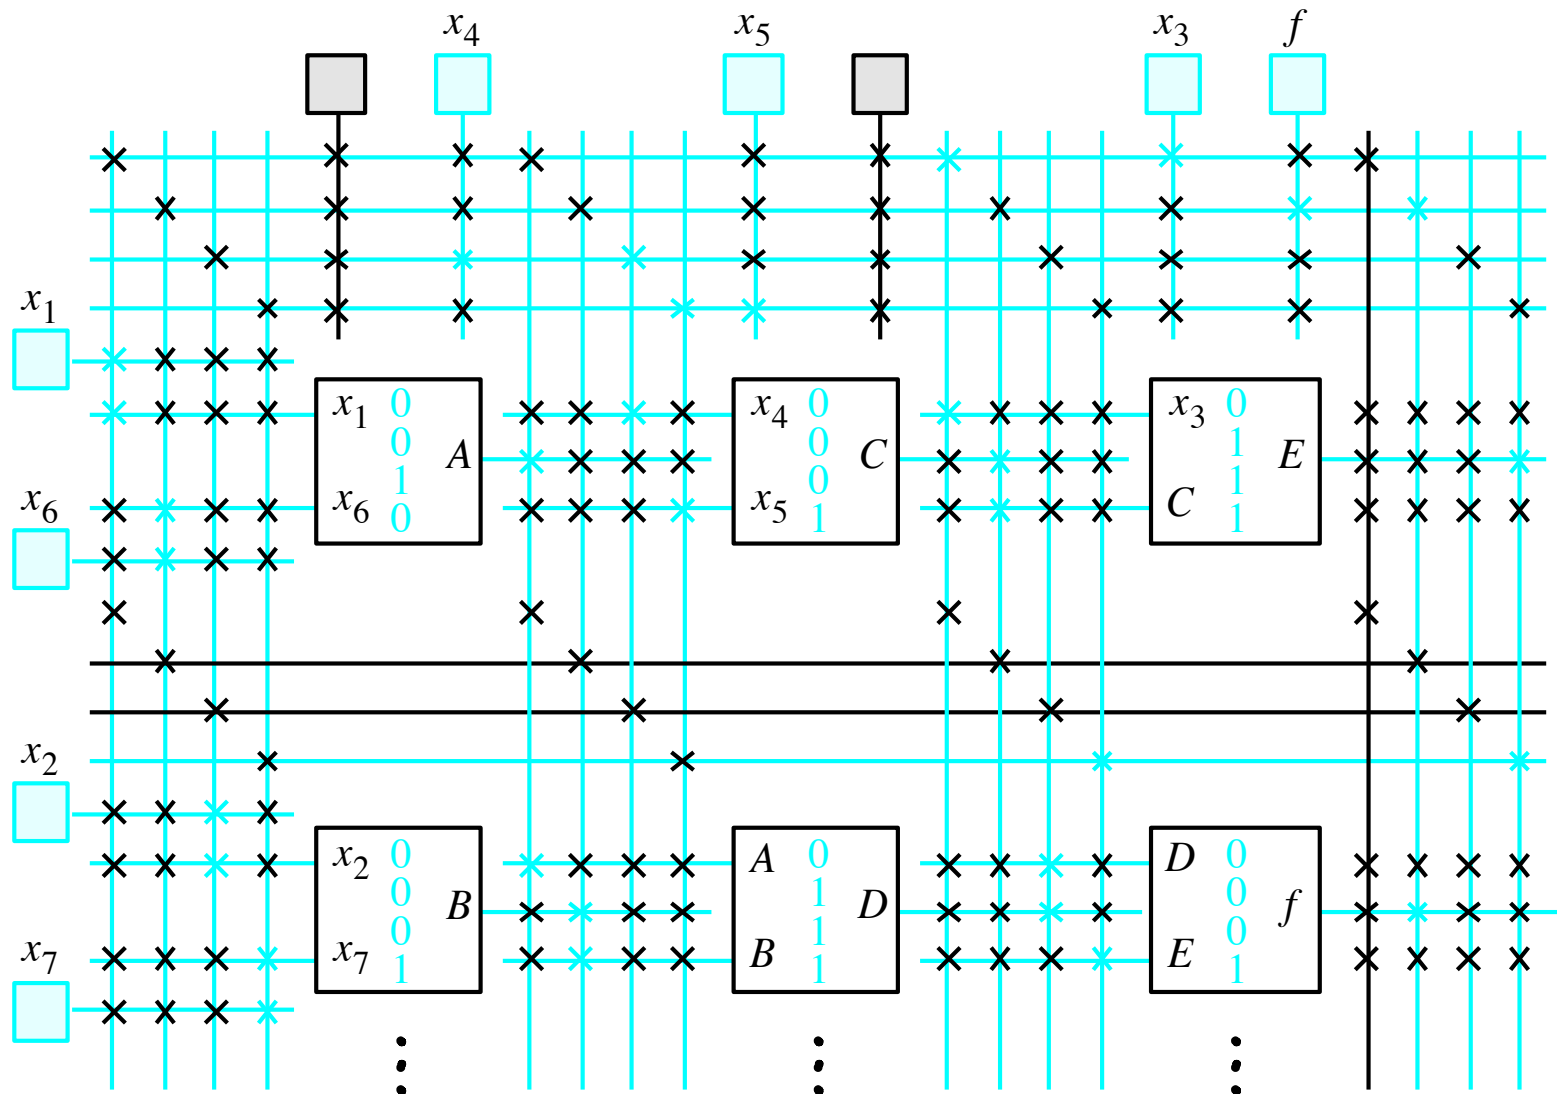 x4 x5 x3 f
x1
x1 0 x4 0 x3 0
0 0 1
A C E
1 0 1
x6 x6 0 x5 1 C 1
x2
x2 0 A 0 D 0
0 1 0
B D f
0 1 0
x7 x7 1 B 1 E 1